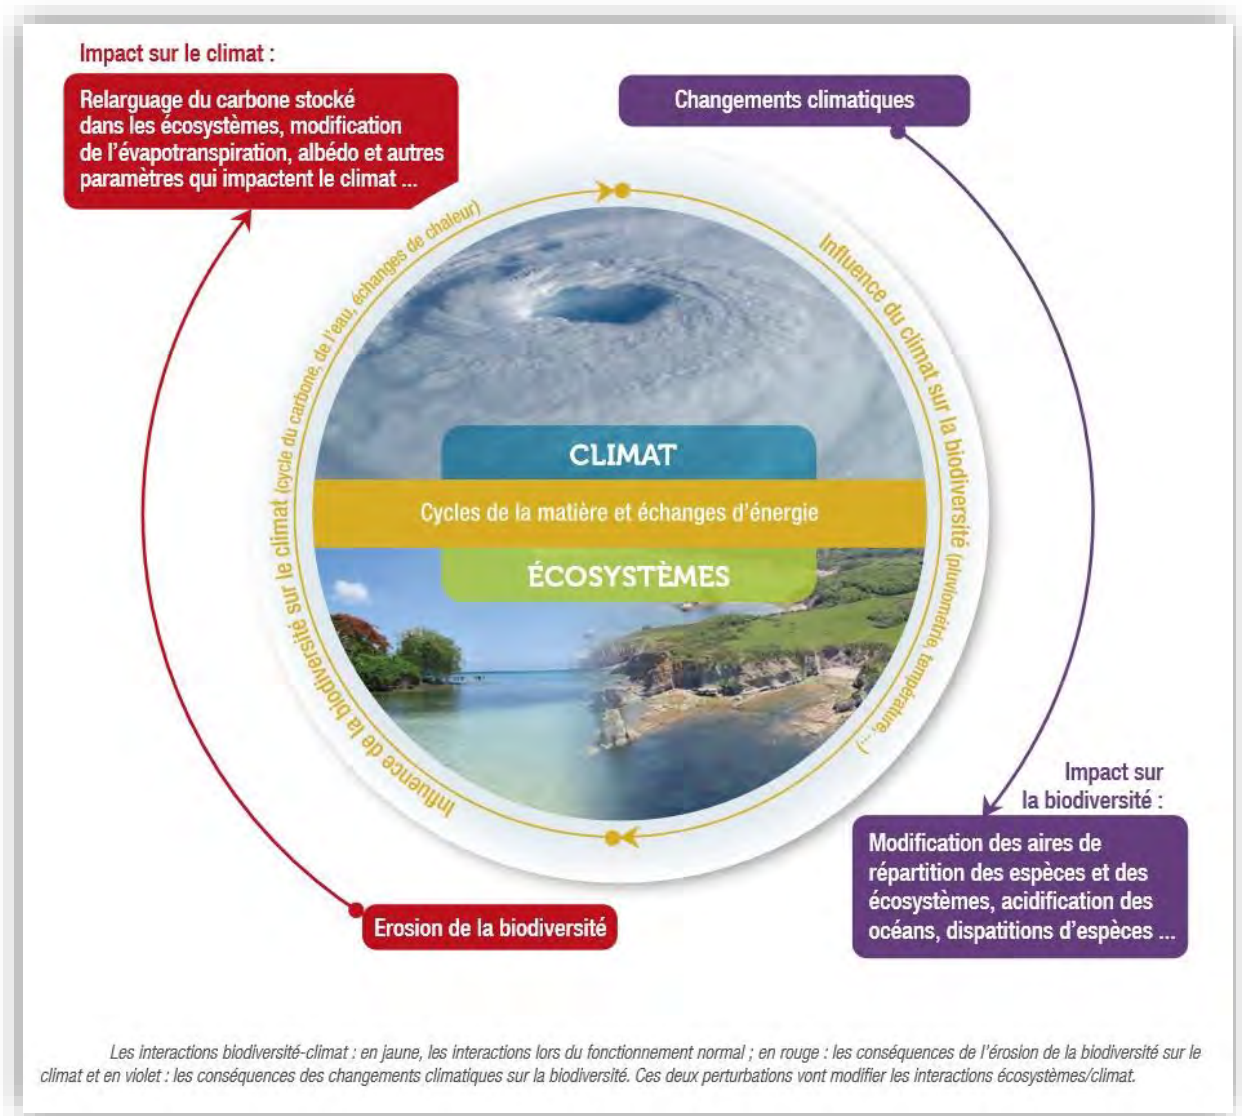 Impact sur le climat :
Relarguage du carbone stocké
dans les écosystèmes, modification
de l'évapotranspiration, albédo et autres
paramètres qui impactent le climat ...
Changements climatiques
Influence de la biodiversité sur le climat (cycle du carbone, de l'eau, échanges de chaleur)
Influence du climat sur la biodiversité (pluviométrie, température, ...)
CLIMAT
Cycles de la matière et échanges d'énergie
ÉCOSYSTÈMES
Impact sur
la biodiversité :
Modification des aires de
répartition des espèces et des
écosystèmes, acidification des
océans, dispatitions d'espèces ...
Erosion de la biodiversité
Les interactions biodiversité-climat : en jaune, les interactions lors du fonctionnement normal ; en rouge : les conséquences de l'érosion de la biodiversité sur le
climat et en violet : les conséquences des changements climatiques sur la biodiversité. Ces deux perturbations vont modifier les interactions écosystèmes/climat.